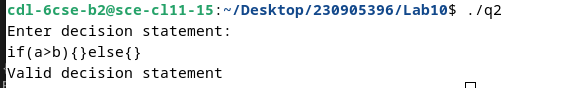 cdl-6cse-b2@sce-cl11-15:~/Desktop/230905396/Lab10$ ./q2
Enter decision statement:
if(a>b){}else{}
Valid decision statement